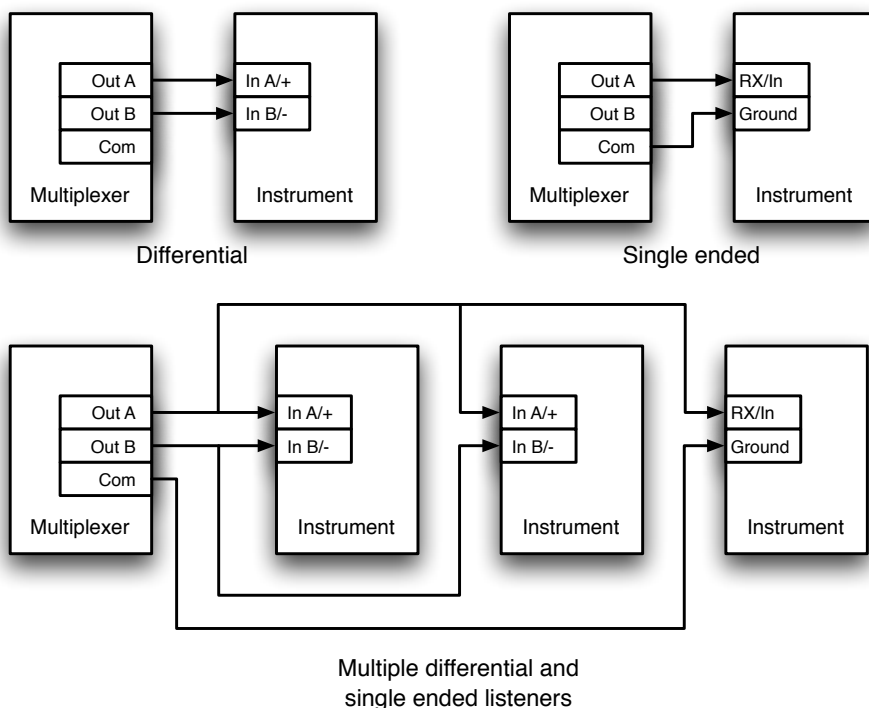 Out A
Out B
Com
Multiplexer
In A/+
In B/-
Instrument
Differential
Out A
Out B
Com
Multiplexer
RX/In
Ground
Instrument
Single ended
Out A
Out B
Com
Multiplexer
In A/+
In B/-
Instrument
In A/+
In B/-
Instrument
RX/In
Ground
Instrument
Multiple differential and
single ended listeners